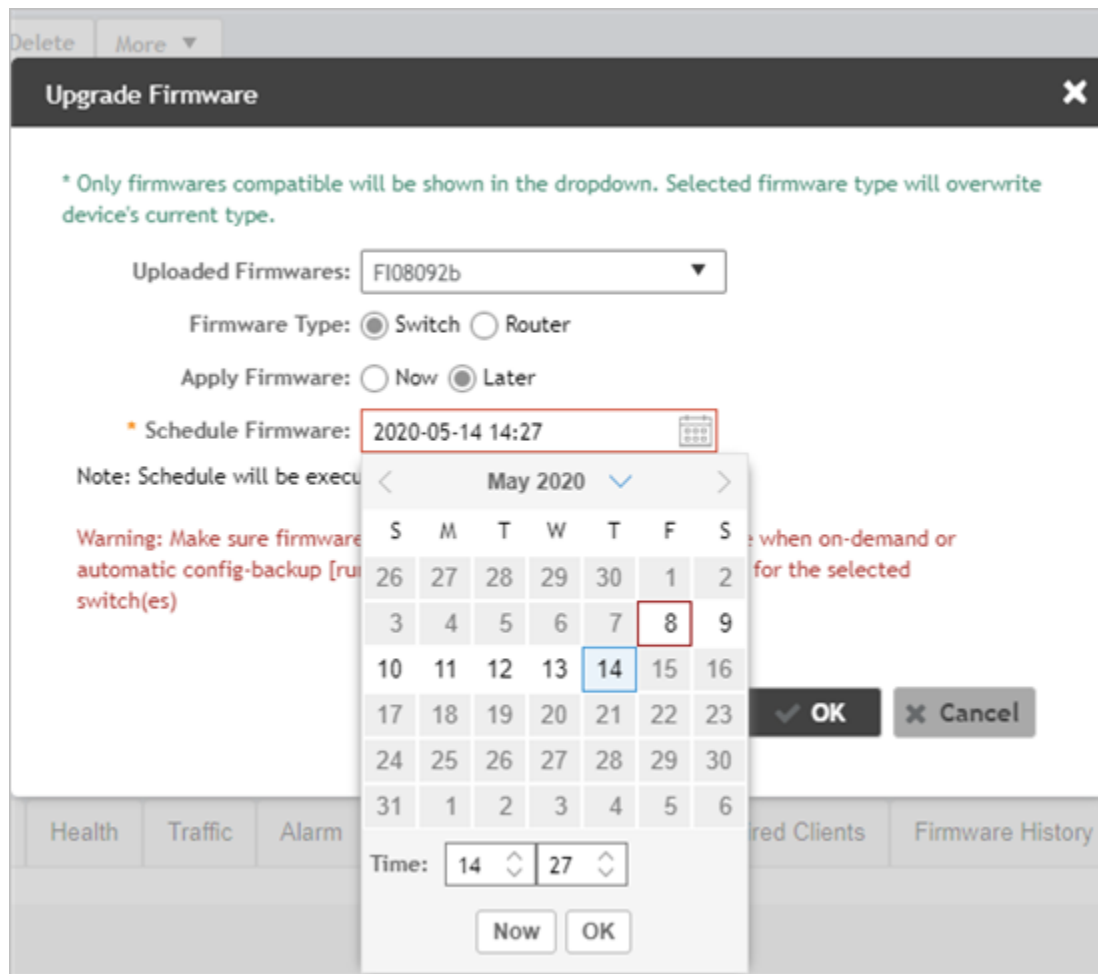 Delete More
Upgrade Firmware
* Only firmwares compatible will be shown in the dropdown. Selected firmware type will overwrite
device's current type.
Uploaded Firmwares: FI08092b
Firmware Type: Switch Router
Apply Firmware: Now Later
* Schedule Firmware: 2020-05-14 14:27
Note: Schedule will be execu
May 2020
S M T W T F S
Warning: Make sure firmware when on-demand or
26 27 28 29 30 1 2
automatic config-backup [ru for the selected
switch(es)
3 4 5 6 7 8 9
10 11 12 13 14 15 16
17 18 19 20 21 22 23
OK Cancel
24 25 26 27 28 29 30
31 1 2 3 4 5 6
Health Traffic Alarm red Clients Firmware History
Time: 14 27
Now OK